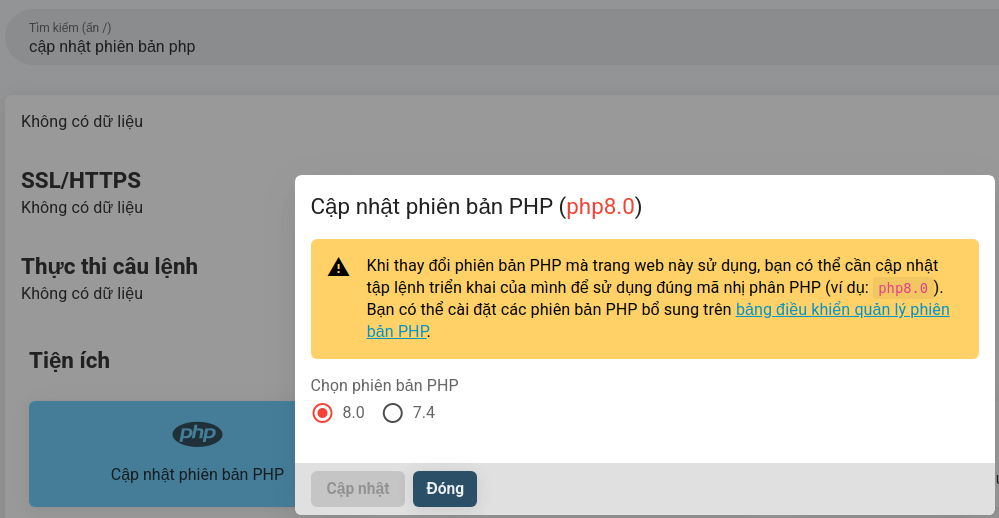 Tìm kiếm (ấn /)
cập nhật phiên bản php
Không có dữ liệu
SSL/HTTPS
Không có dữ liệu
Thực thi câu lệnh
Không có dữ liệu
Tiện ích
php
Cập nhật phiên bản PHP
Cập nhật phiên bản PHP (php8.0)
Khi thay đổi phiên bản PHP mà trang web này sử dụng, bạn có thể cần cập nhật
tập lệnh triển khai của mình để sử dụng đúng mã nhị phân PHP (ví dụ: php8.0 ).
Bạn có thể cài đặt các phiên bản PHP bổ sung trên bảng điều khiển quản lý phiên
bản PHP.
Chọn phiên bản PHP
8.0 7.4
Cập nhật Đóng